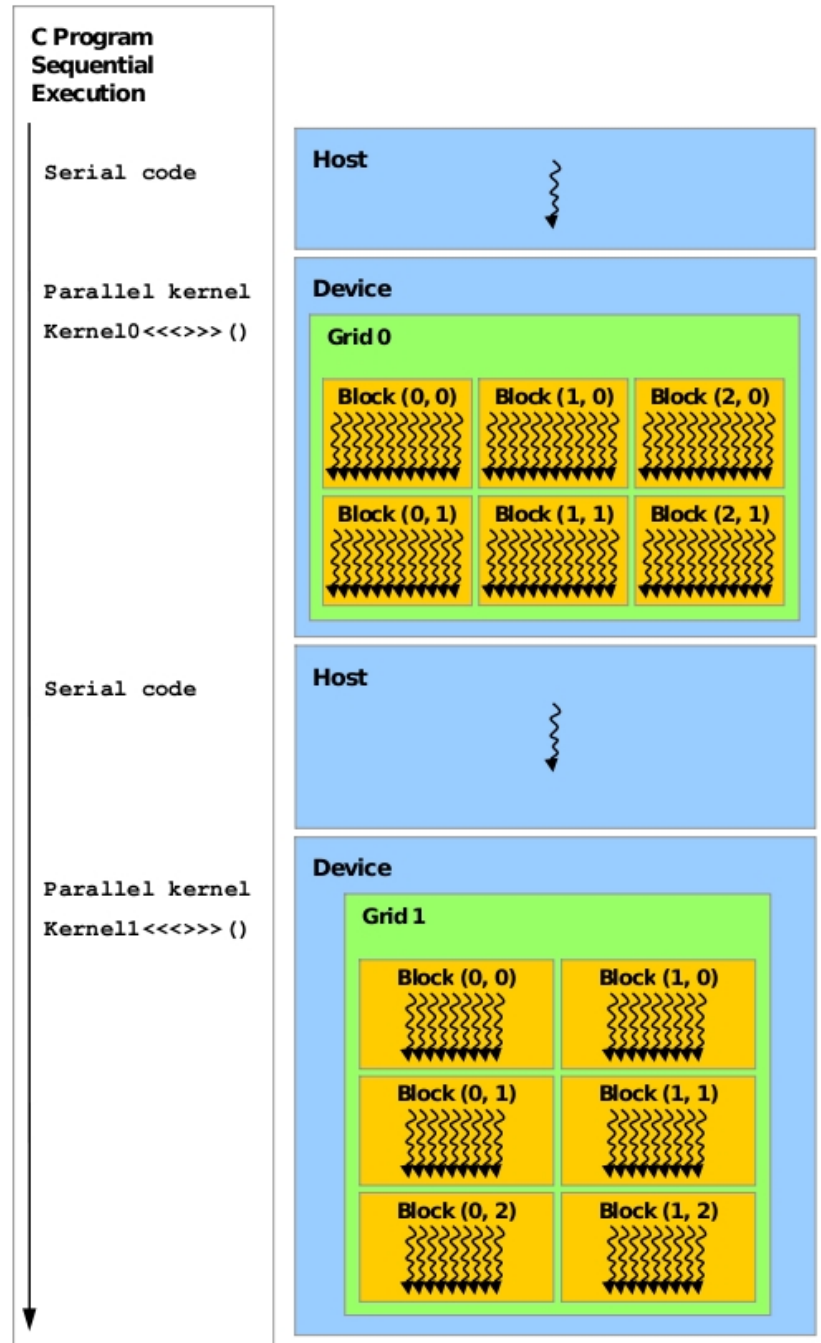 C Program
Sequential
Execution
Serial code
Host
Parallel kernel
Kernel0<<<>>>()
Device
Grid 0
Block (0, 0)
Block (1, 0)
Block (2, 0)
Block (0, 1)
Block (1, 1)
Block (2, 1)
Serial code
Host
Parallel kernel
Kernel1<<<>>>()
Device
Grid 1
Block (0, 0)
Block (1, 0)
Block (0, 1)
Block (1, 1)
Block (0, 2)
Block (1, 2)